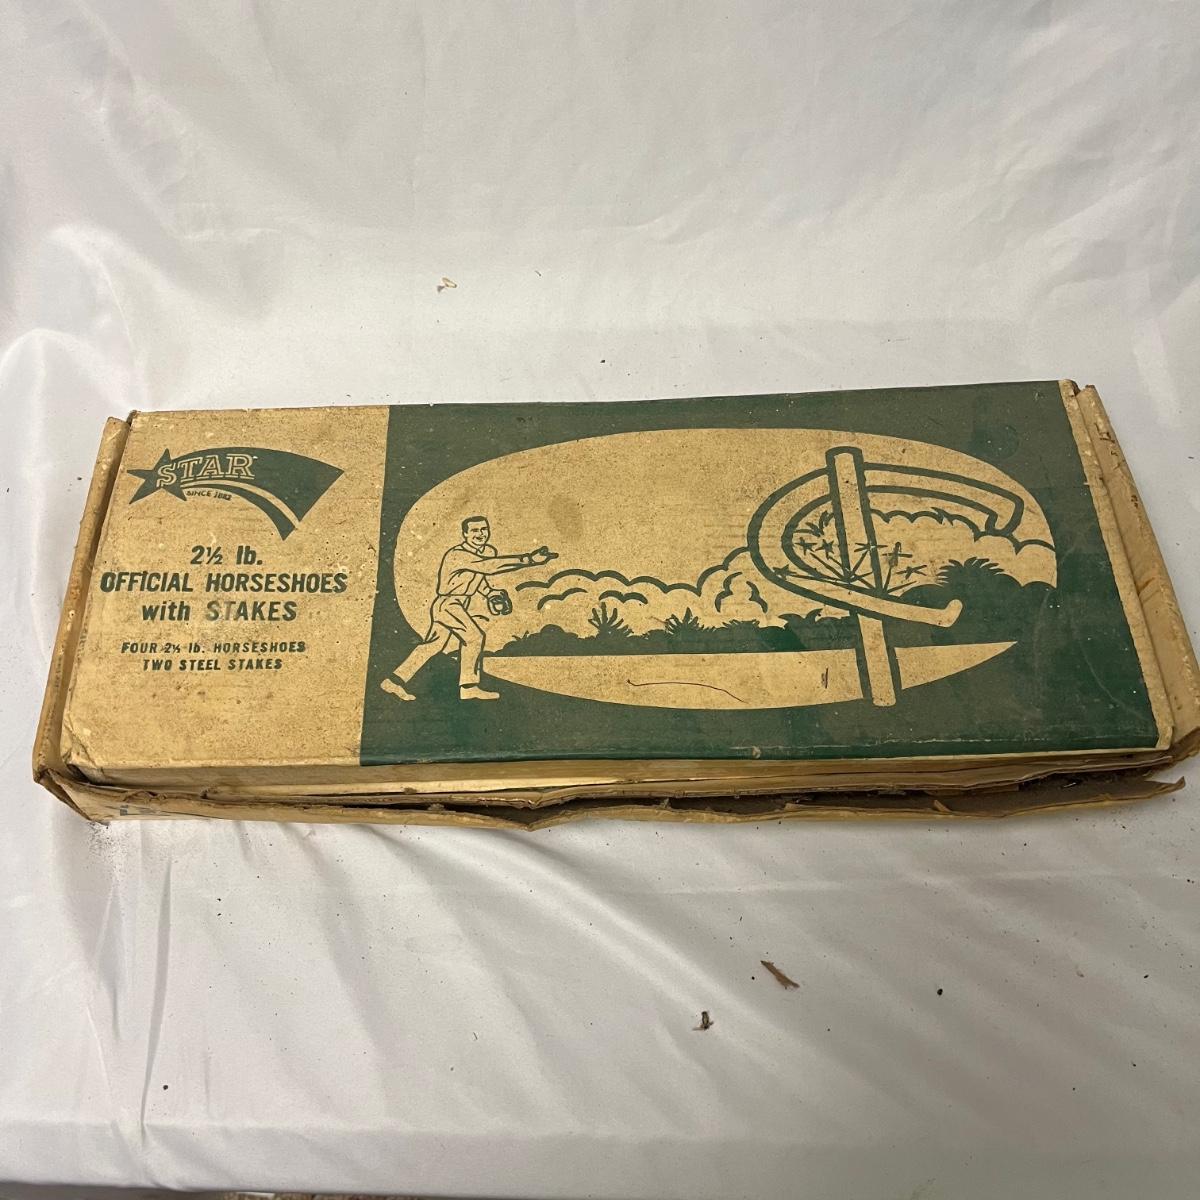 STAR
SINCE 1882
2½ lb.
OFFICIAL HORSESHOES
with STAKES
FOUR 2½ lb. HORSESHOES
TWO STEEL STAKES